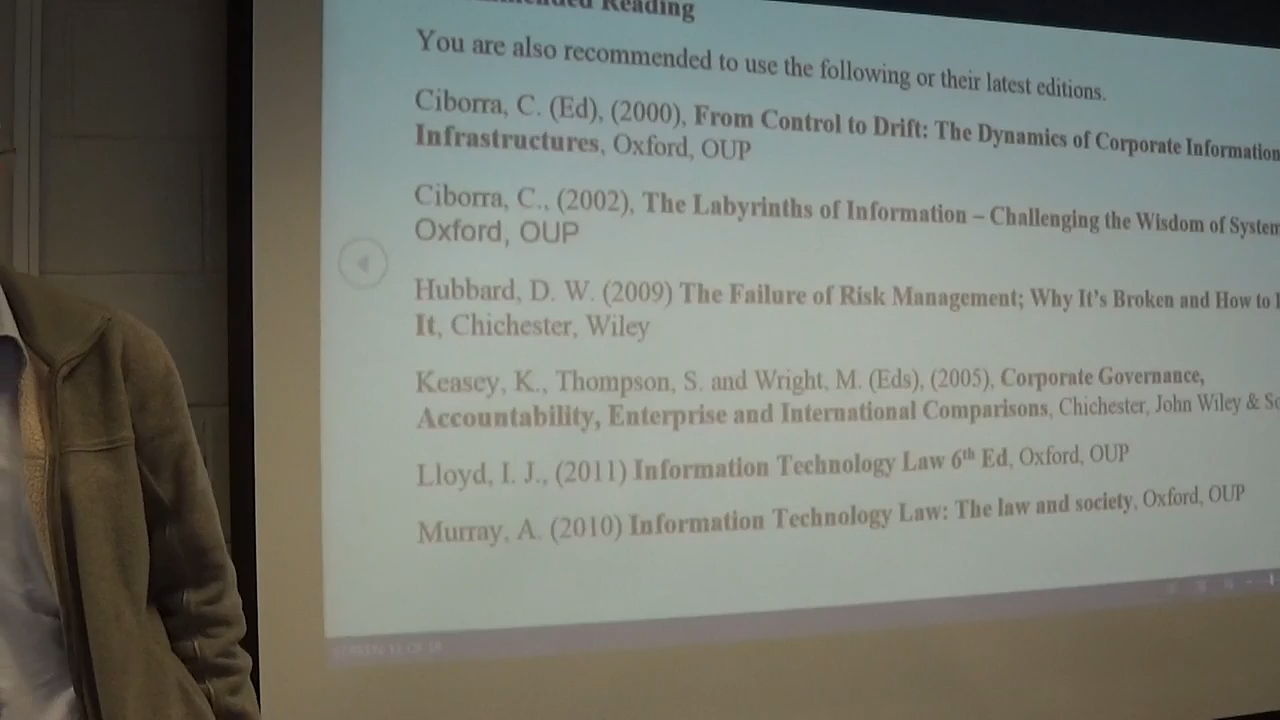 Reading
You are also recommended to use the following or their latest editions.
Ciborra, C. (Ed), (2000), From Control to Drift: The Dynamics of Corporate Information
Infrastructures, Oxford, OUP
Ciborra, C., (2002), The Labyrinths of Information – Challenging the Wisdom of System
Oxford, OUP
Hubbard, D. W. (2009) The Failure of Risk Management; Why It's Broken and How to
It, Chichester, Wiley
Keasey, K., Thompson, S. and Wright, M. (Eds), (2005), Corporate Governance,
Accountability, Enterprise and International Comparisons, Chichester, John Wiley &
Lloyd, I. J., (2011) Information Technology Law 6th Ed, Oxford, OUP
Murray, A. (2010) Information Technology Law: The law and society, Oxford, OUP